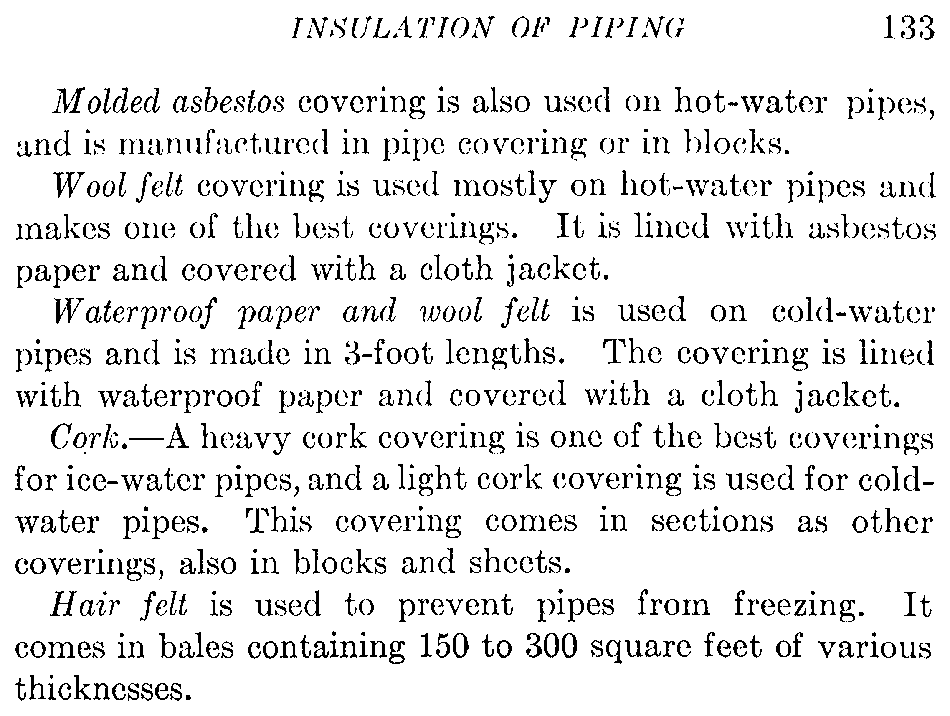 INSULATION OF PIPING 133
Molded asbestos covering is also used on hot-water pipes,
and is manufactured in pipe covering or in blocks.
Wool felt covering is used mostly on hot-water pipes and
makes one of the best coverings. It is lined with asbestos
paper and covered with a cloth jacket.
Waterproof paper and wool felt is used on cold-water
pipes and is made in 3-foot lengths. The covering is lined
with waterproof paper and covered with a cloth jacket.
Cork.—A heavy cork covering is one of the best coverings
for ice-water pipes, and a light cork covering is used for cold-
water pipes. This covering comes in sections as other
coverings, also in blocks and sheets.
Hair felt is used to prevent pipes from freezing. It
comes in bales containing 150 to 300 square feet of various
thicknesses.